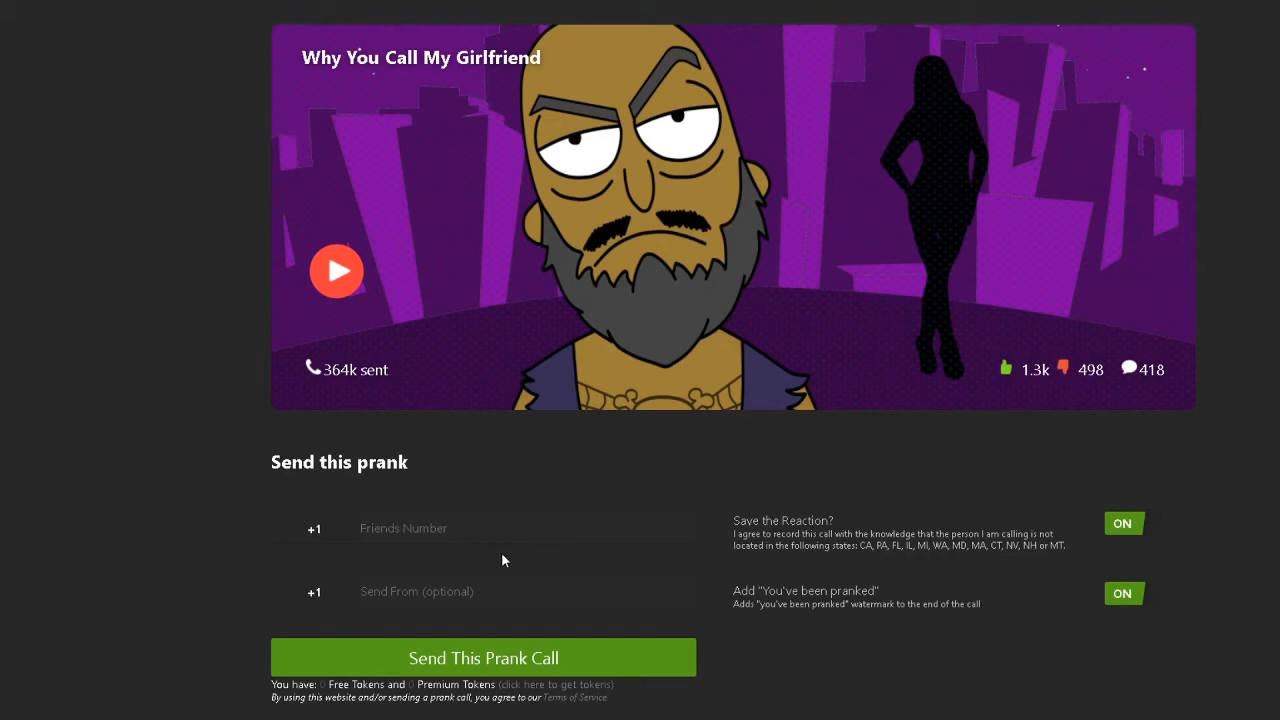 Why You Call My Girlfriend
364k sent
1.3k 498 418
Send this prank
+1 Friends Number
Save the Reaction? ON
I agree to record this call with the knowledge that the person I am calling is not
located in the following states: CA, PA, FL, IL, MI, WA, MD, MA, CT, NV, NH or MT.
+1 Send From (optional)
Add "You've been pranked" ON
Adds "you've been pranked" watermark to the end of the call
Send This Prank Call
You have: 0 Free Tokens and 0 Premium Tokens (click here to get tokens)
By using this website and/or sending a prank call, you agree to our Terms of Service